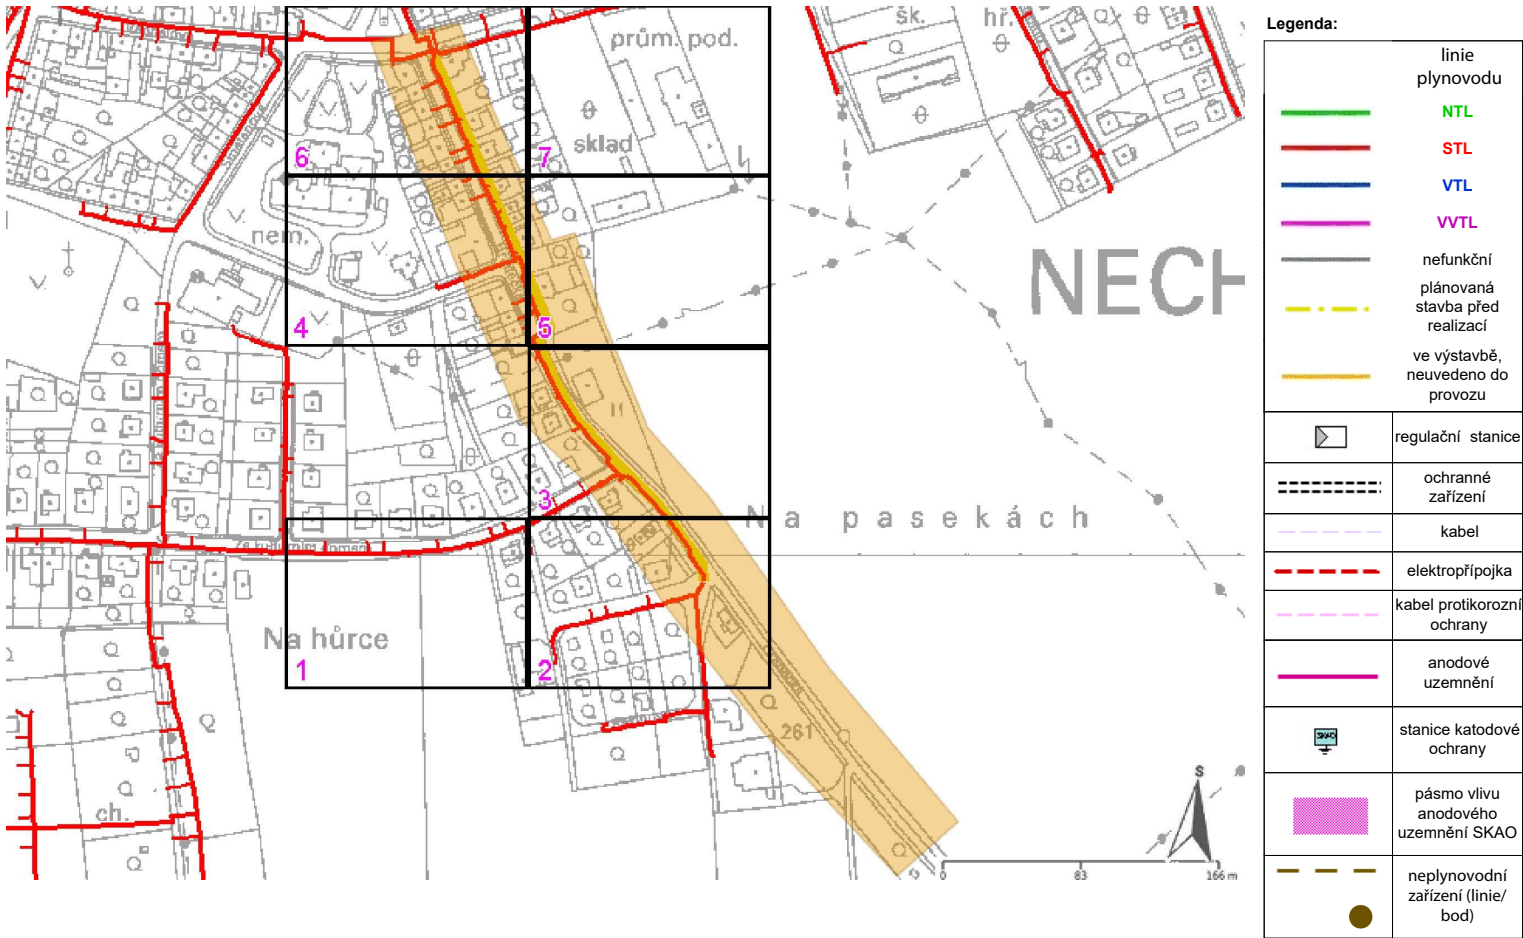 šk.
hř.
prům. pod.
sklad
6
7
nem.
NECH
4
5
3
Na pasekách
Na hůrce
1
2
261
ch.
S
0
83
166 m
Legenda:
linie
plynovodu
NTL
STL
VTL
VVTL
nefunkční
plánovaná
stavba před
realizací
ve výstavbě,
neuvedeno do
provozu
regulační stanice
ochranné
zařízení
kabel
elektropřípojka
kabel protikorozní
ochrany
anodové
uzemnění
SKAO
stanice katodové
ochrany
pásmo vlivu
anodového
uzemnění SKAO
neplynovodní
zařízení (linie/
bod)